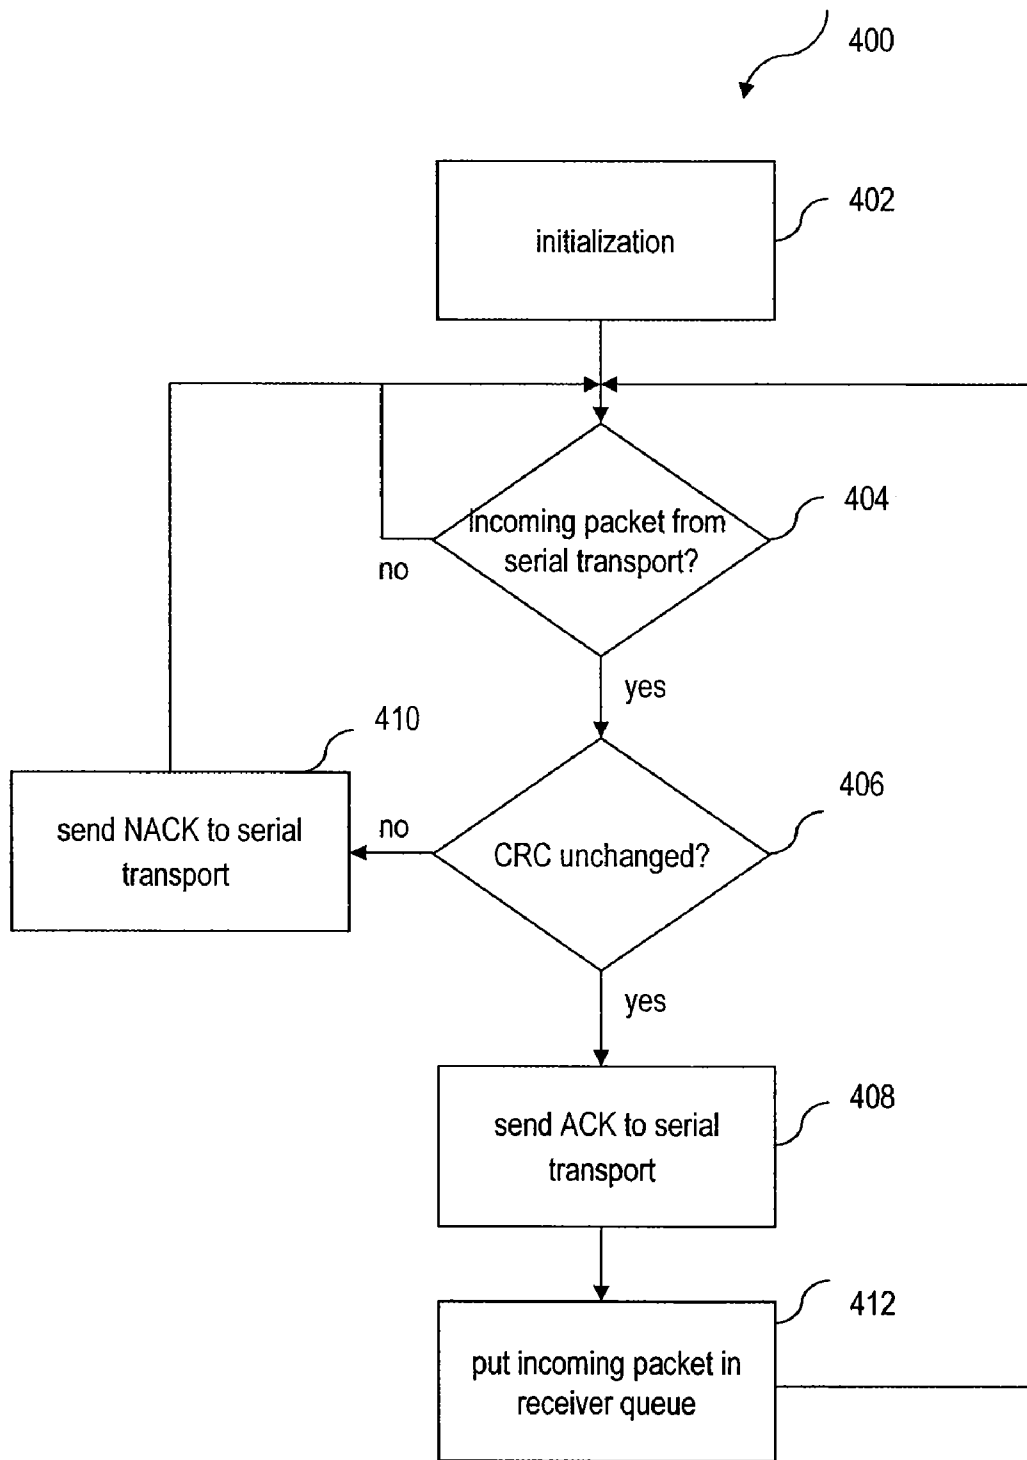 400
402
initialization
404
Incoming packet from
serial transport?
no
yes
410
406
send NACK to serial
transport
no
CRC unchanged?
yes
408
send ACK to serial
transport
412
put incoming packet in
receiver queue